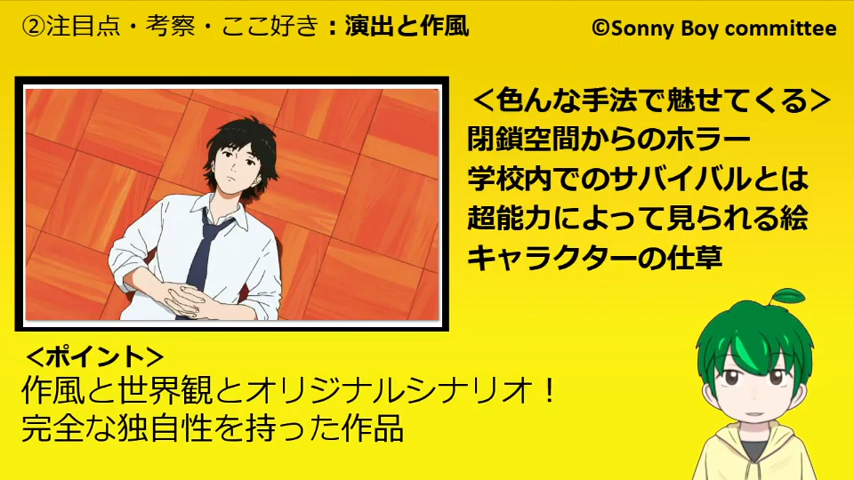 ②注目点・考察・ここ好き：演出と作風
©Sonny Boy committee
＜色んな手法で魅せてくる＞
閉鎖空間からのホラー
学校内でのサバイバルとは
超能力によって見られる絵
キャラクターの仕草
＜ポイント＞
作風と世界観とオリジナルシナリオ！
完全な独自性を持った作品